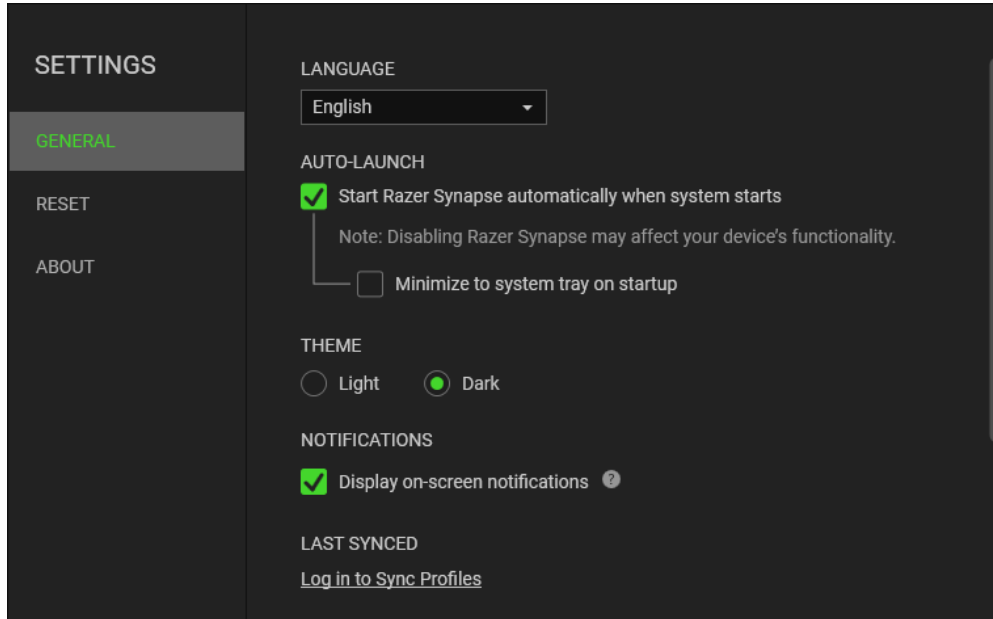 SETTINGS
GENERAL
RESET
ABOUT
LANGUAGE
English
AUTO-LAUNCH
Start Razer Synapse automatically when system starts
Note: Disabling Razer Synapse may affect your device’s functionality.
Minimize to system tray on startup
THEME
Light Dark
NOTIFICATIONS
Display on-screen notifications ?
LAST SYNCED
Log in to Sync Profiles